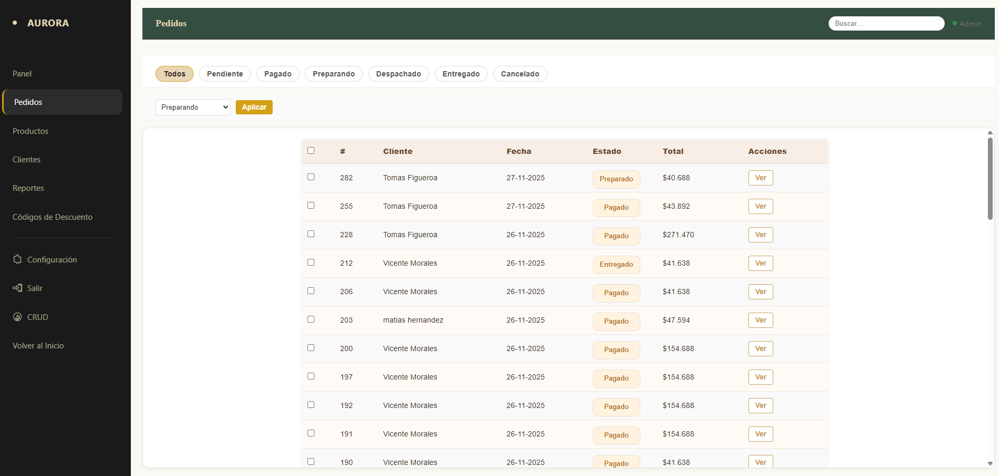 AURORA
Panel
Pedidos
Productos
Clientes
Reportes
Códigos de Descuento
Configuración
Salir
CRUD
Volver al Inicio
Pedidos
Buscar...
Admin
Todos Pendiente Pagado Preparando Despachado Entregado Cancelado
Preparando Aplicar
# Cliente Fecha Estado Total Acciones
282 Tomas Figueroa 27-11-2025 Preparado $40.688 Ver
255 Tomas Figueroa 27-11-2025 Pagado $43.892 Ver
228 Tomas Figueroa 26-11-2025 Pagado $271.470 Ver
212 Vicente Morales 26-11-2025 Entregado $41.638 Ver
206 Vicente Morales 26-11-2025 Pagado $41.638 Ver
203 matias hernandez 26-11-2025 Pagado $47.594 Ver
200 Vicente Morales 26-11-2025 Pagado $154.688 Ver
197 Vicente Morales 26-11-2025 Pagado $154.688 Ver
192 Vicente Morales 26-11-2025 Pagado $154.688 Ver
191 Vicente Morales 26-11-2025 Pagado $154.688 Ver
190 Vicente Morales 26-11-2025 Pagado $41.638 Ver